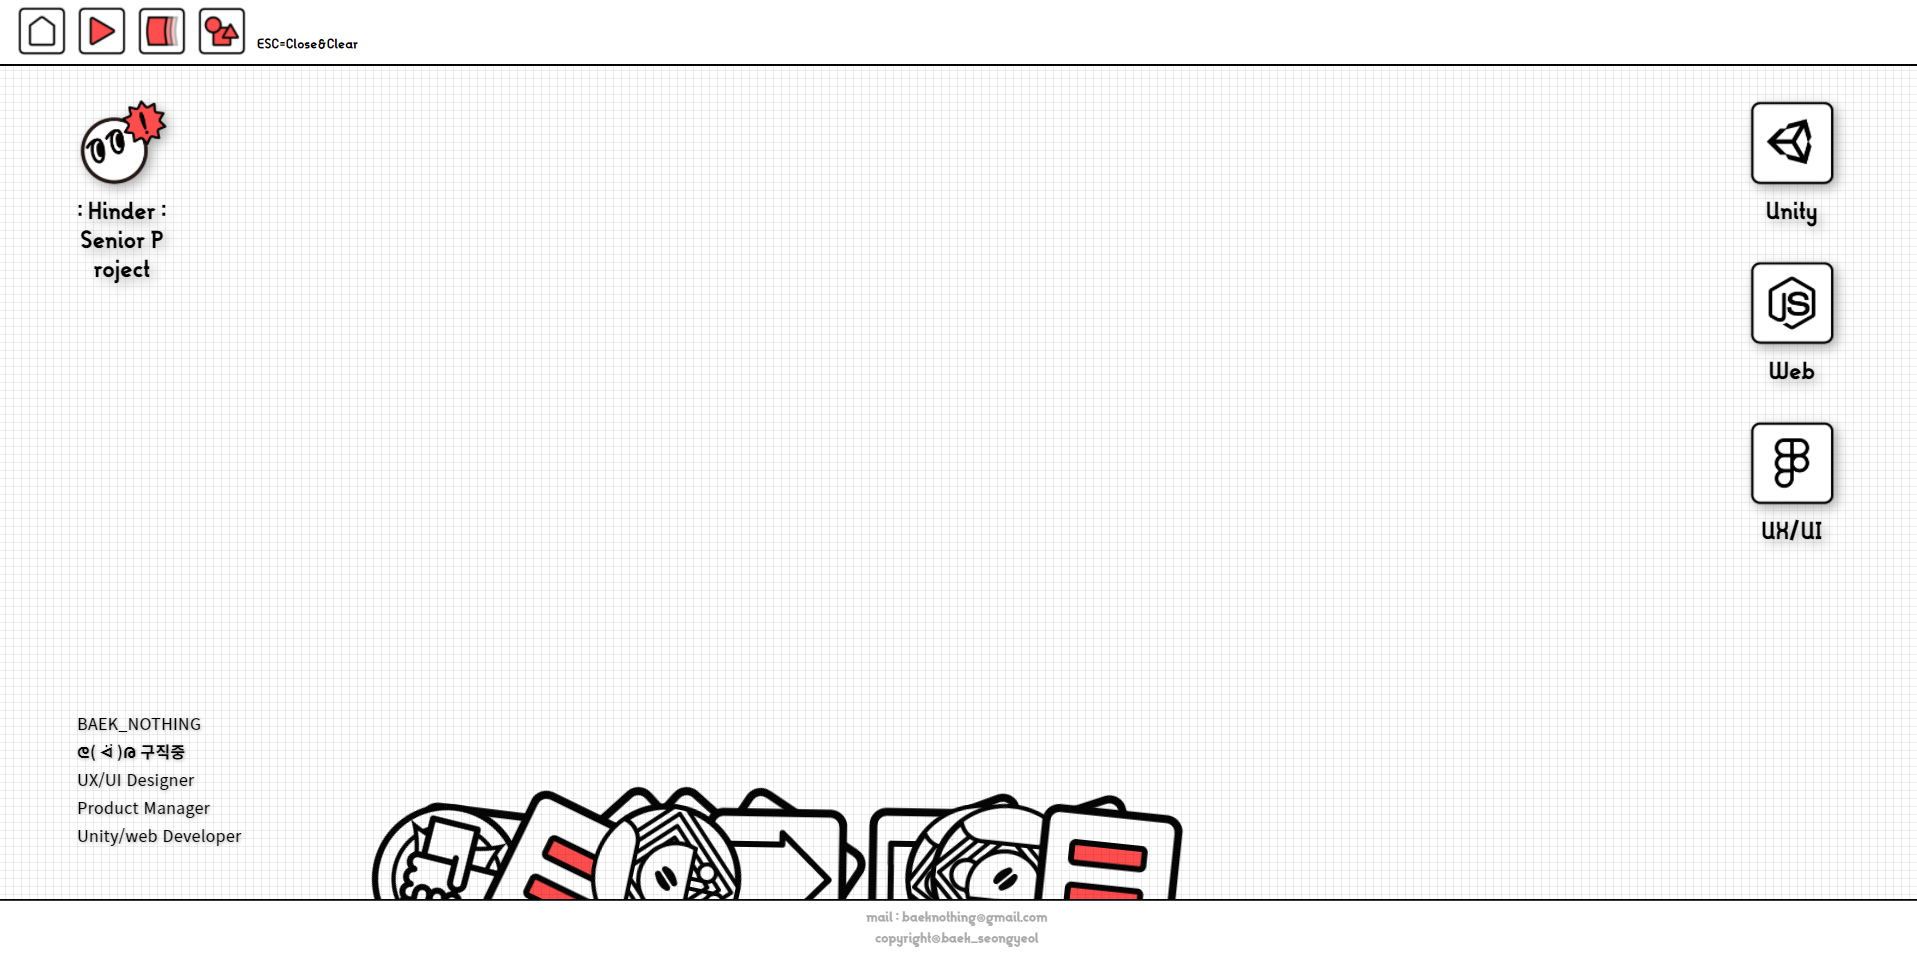 ESC=Close&Clear
: Hinder :
Senior P
roject
Unity
JS
Web
UX/UI
BAEK_NOTHING
구직중
UX/UI Designer
Product Manager
Unity/web Developer
mail : baeknothing@gmail.com
copyright©baek_seongyeol